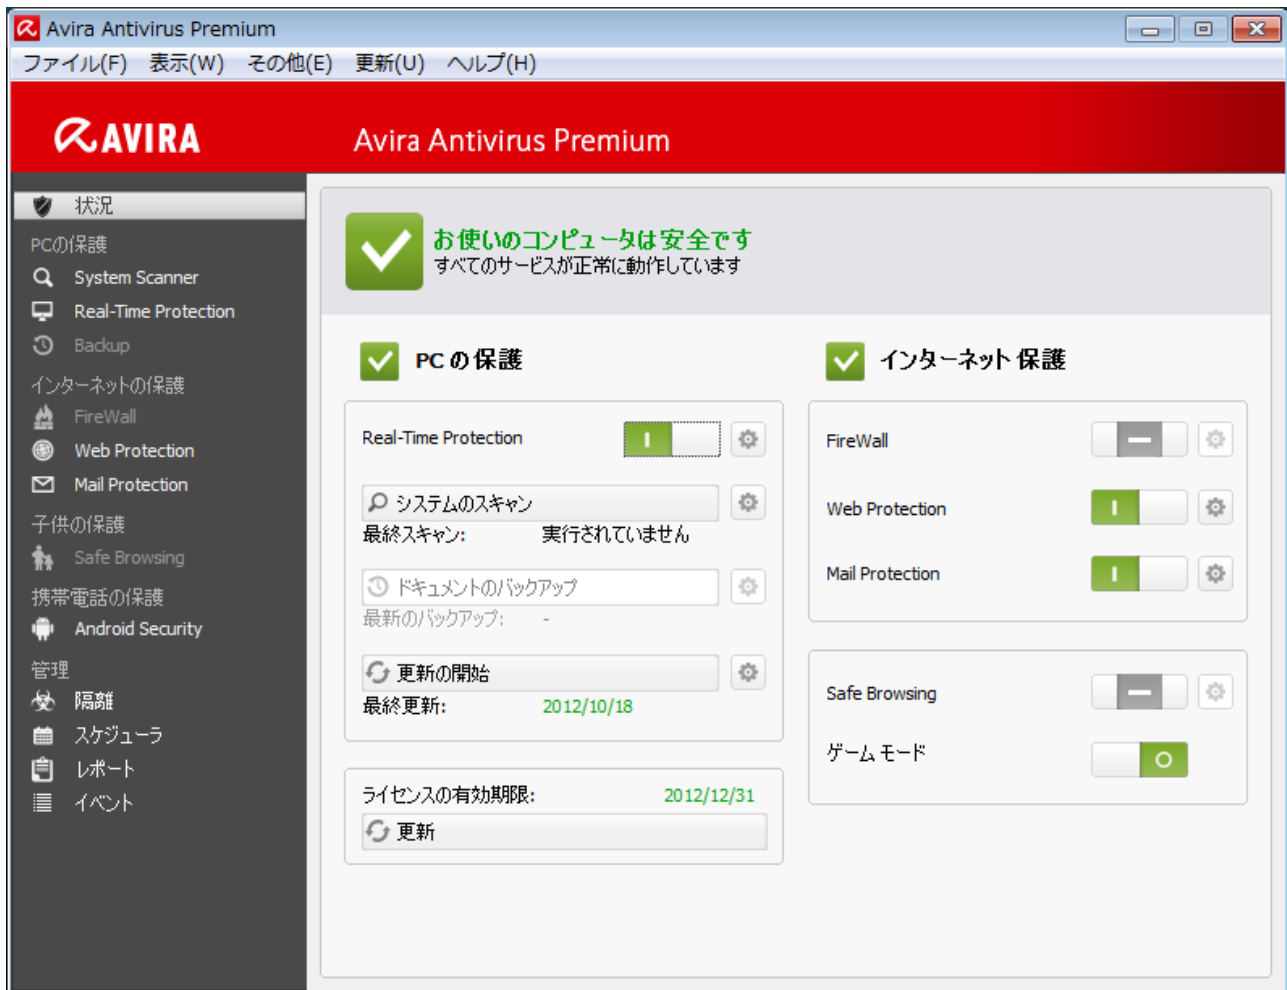 Avira Antivirus Premium
ファイル(F) 表示(W) その他(E) 更新(U) ヘルプ(H)
AVIRA
Avira Antivirus Premium
状況
PCの保護
System Scanner
Real-Time Protection
Backup
インターネットの保護
FireWall
Web Protection
Mail Protection
子供の保護
Safe Browsing
携帯電話の保護
Android Security
管理
隔離
スケジューラ
レポート
イベント
お使いのコンピュータは安全です
すべてのサービスが正常に動作しています
PC の 保護
Real-Time Protection
システムのスキャン
最終スキャン: 実行されていません
ドキュメントのバックアップ
最新のバックアップ: -
更新の開始
最終更新: 2012/10/18
ライセンスの有効期限: 2012/12/31
更新
インターネット 保護
FireWall
Web Protection
Mail Protection
Safe Browsing
ゲーム モード